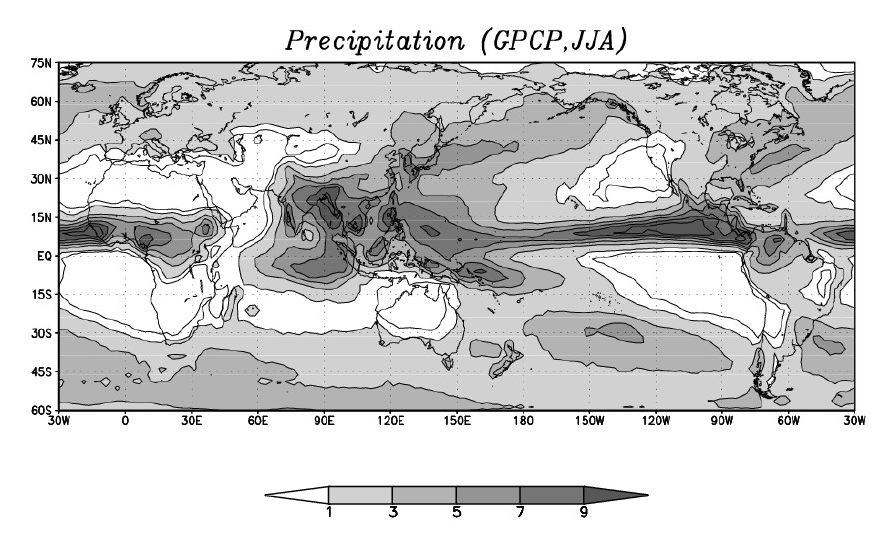 Precipitation (GPCP,JJA)
75N
60N
45N
30N
15N
EQ
15S
30S
45S
60S
30W 0 30E 60E 90E 120E 150E 180 150W 120W 90W 60W 30W
1 3 5 7 9